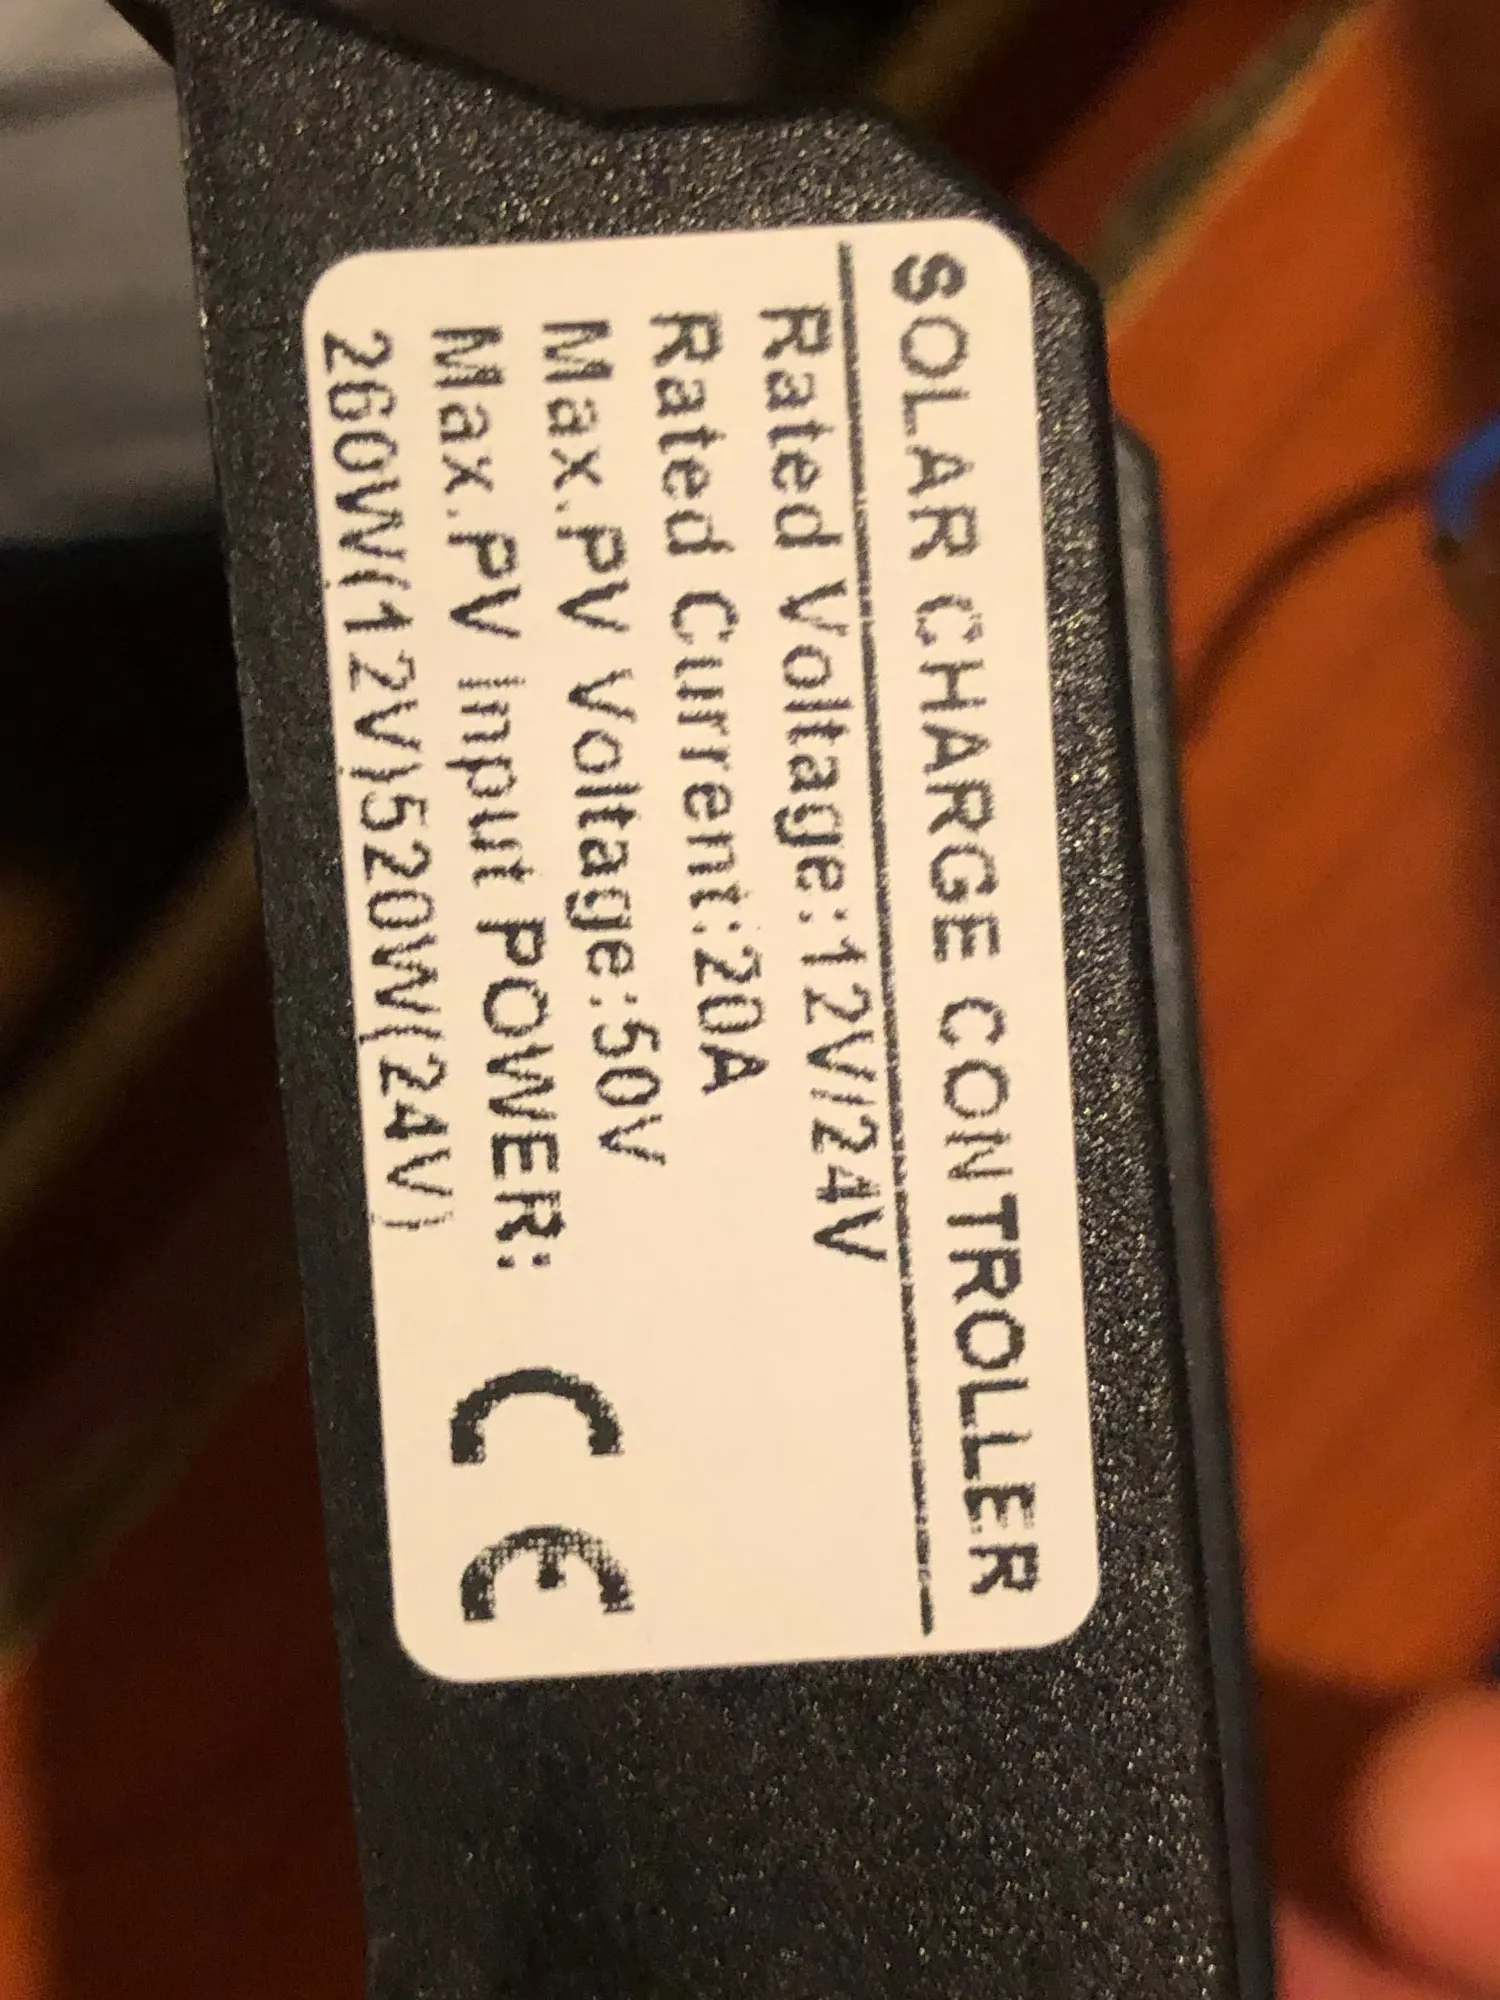 SOLAR CHARGE CONTROLLER
Rated Voltage:12V/24V
Rated Current:20A
Max.PV Voltage:50V
Max.PV Input POWER:
260W(12V)520W(24V)
CE